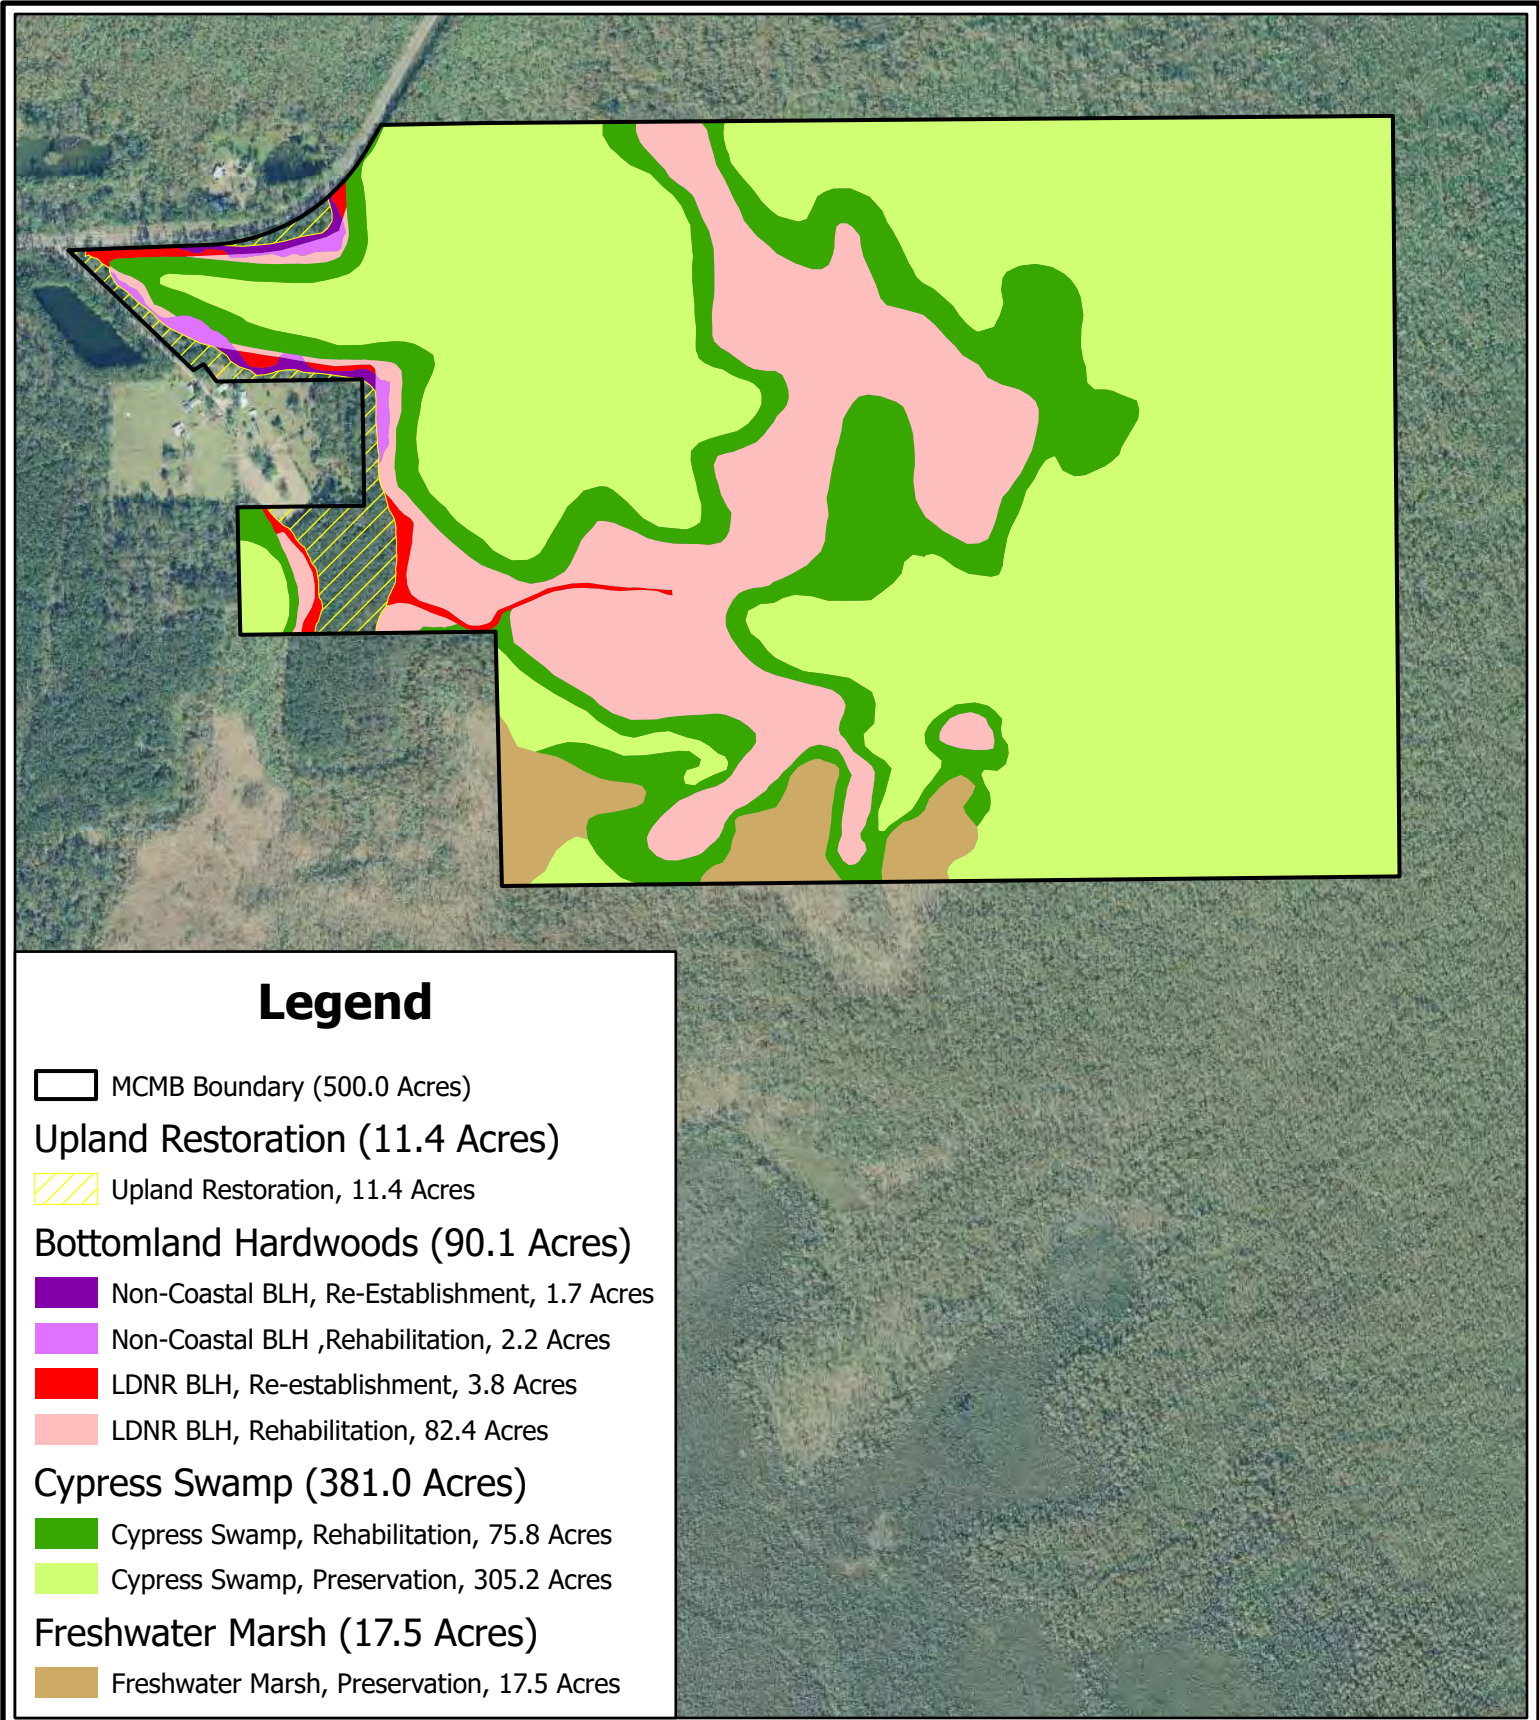 Legend
MCMB Boundary (500.0 Acres)
Upland Restoration (11.4 Acres)
Upland Restoration, 11.4 Acres
Bottomland Hardwoods (90.1 Acres)
Non-Coastal BLH, Re-Establishment, 1.7 Acres
Non-Coastal BLH ,Rehabilitation, 2.2 Acres
LDNR BLH, Re-establishment, 3.8 Acres
LDNR BLH, Rehabilitation, 82.4 Acres
Cypress Swamp (381.0 Acres)
Cypress Swamp, Rehabilitation, 75.8 Acres
Cypress Swamp, Preservation, 305.2 Acres
Freshwater Marsh (17.5 Acres)
Freshwater Marsh, Preservation, 17.5 Acres